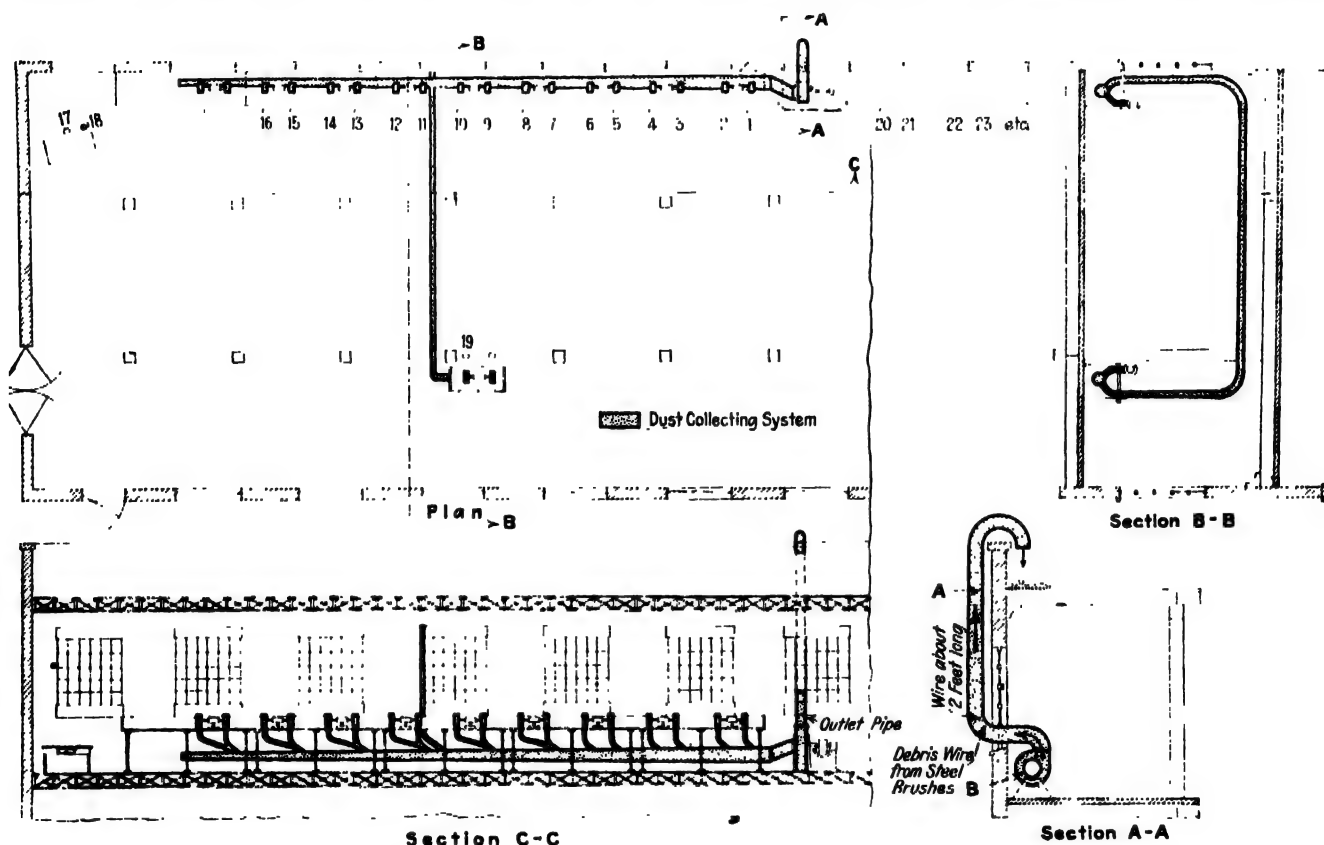 A
B
17 18
16 15 14 13 12 11 10 9 8 7 6 5 4 3 2 1
A
20 21 22 23 etc.
C
19
Dust Collecting System
Plan
B
Section B-B
A
Wire about
2 Feet long
Outlet Pipe
Debris Wire
from Steel
Brushes
B
Section C-C
Section A-A